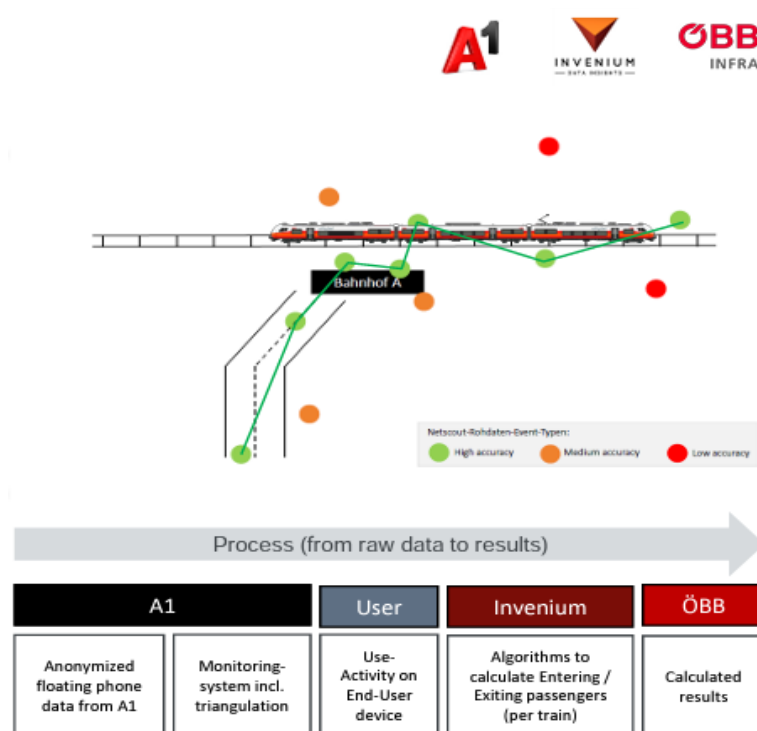 A1
INVENIUM
DATA INSIGHTS
ÖBB
INFRA
Bahnhof A
Netscout-Rohdaten-Event-Typen:
High accuracy
Medium accuracy
Low accuracy
Process (from raw data to results)
A1
User
Invenium
ÖBB
Anonymized
floating phone
data from A1
Monitoring-
system incl.
triangulation
Use-
Activity on
End-User
device
Algorithms to
calculate Entering /
Exiting passengers
(per train)
Calculated
results